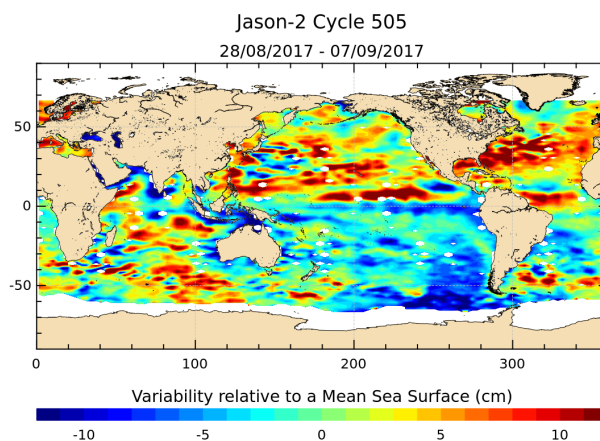 Jason-2 Cycle 505
28/08/2017 - 07/09/2017
50
0
-50
0 100 200 300
Variability relative to a Mean Sea Surface (cm)
-10 -5 0 5 10